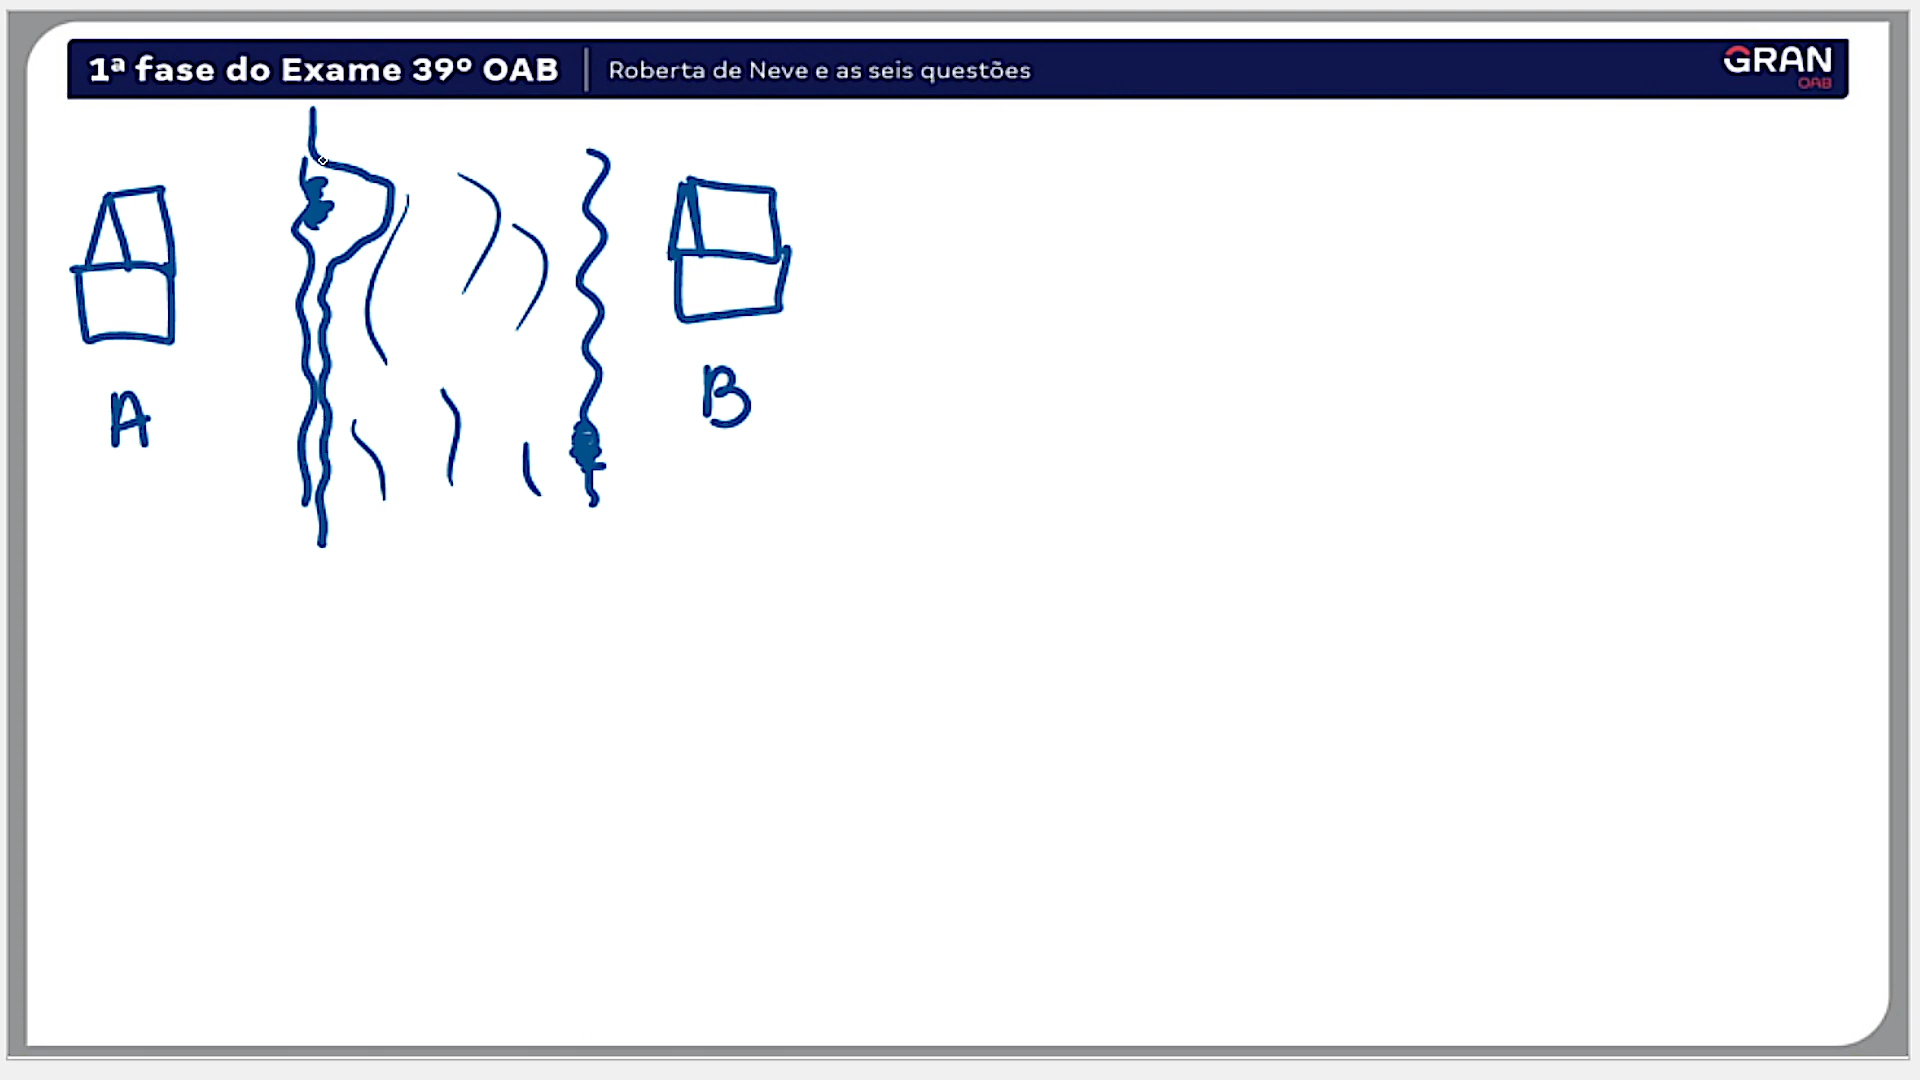 1ª fase do Exame 39º OAB
Roberta de Neve e as seis questões
GRAN
OAB
A
B